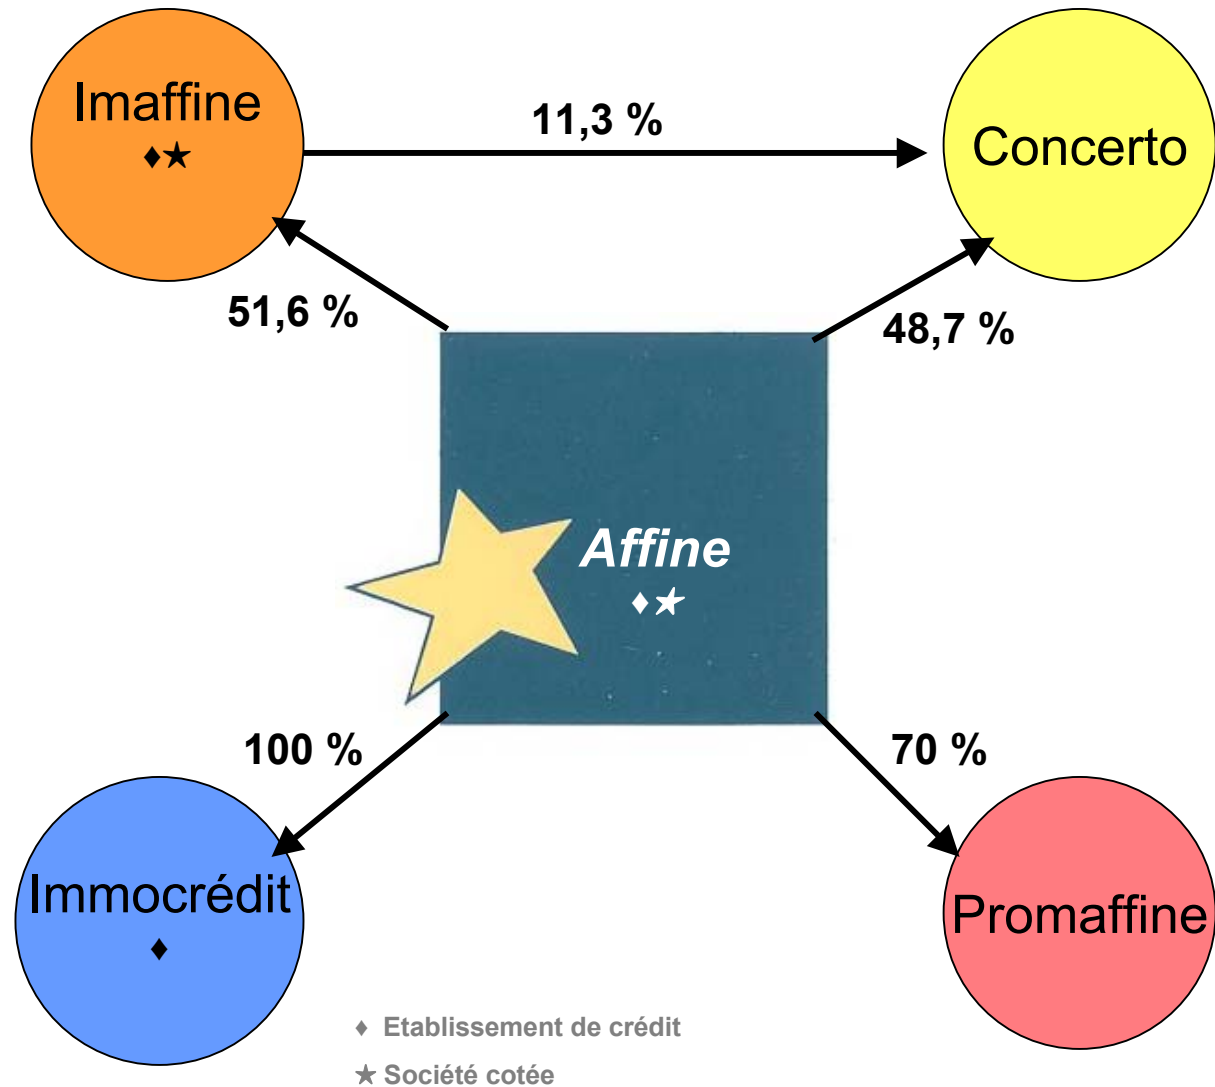 Imaffine
♦★
11,3 %
Concerto
51,6 %
48,7 %
Affine
♦★
100 %
70 %
Immocrédit
♦
Promaffine
♦ Etablissement de crédit
★ Société cotée